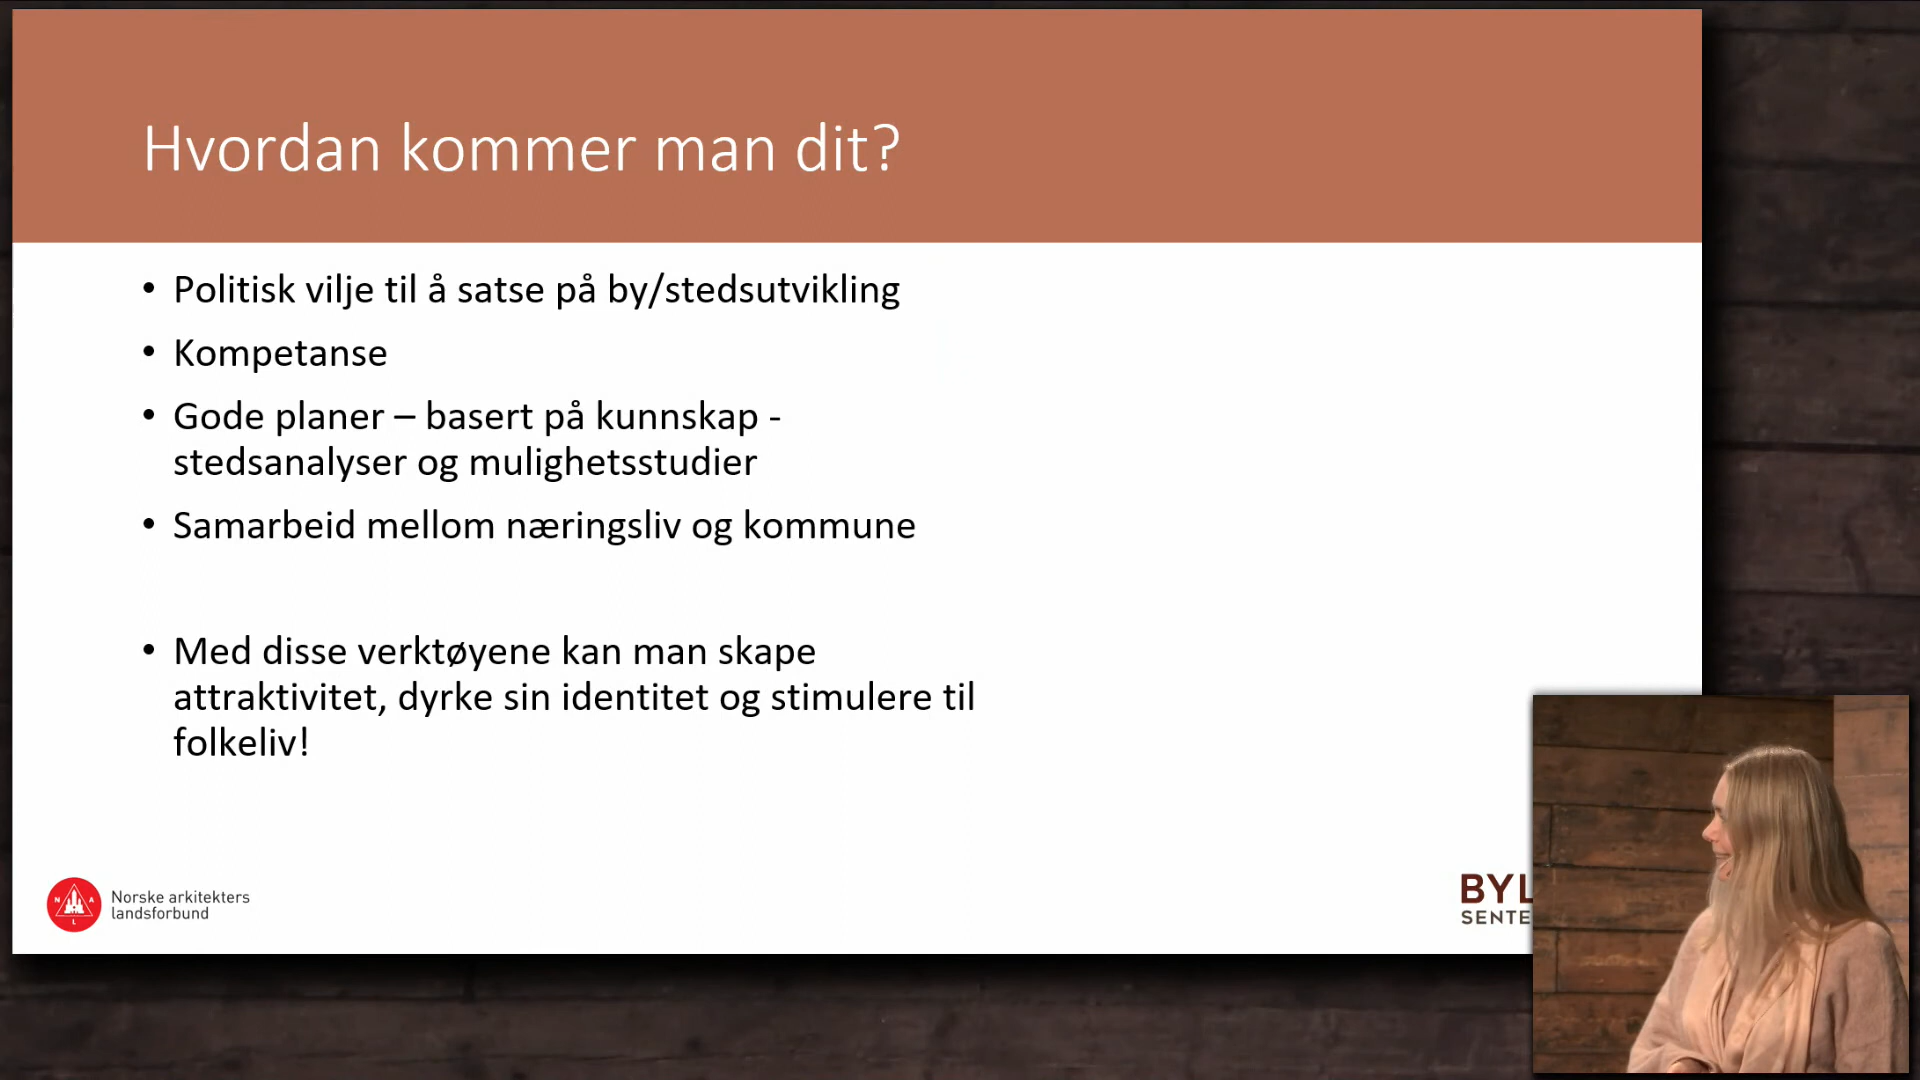 Hvordan kommer man dit?
• Politisk vilje til å satse på by/stedsutvikling
• Kompetanse
• Gode planer – basert på kunnskap -
stedsanalyser og mulighetsstudier
• Samarbeid mellom næringsliv og kommune
• Med disse verktøyene kan man skape
attraktivitet, dyrke sin identitet og stimulere til
folkeliv!
N A L
Norske arkitekters
landsforbund
BYL
SENTE